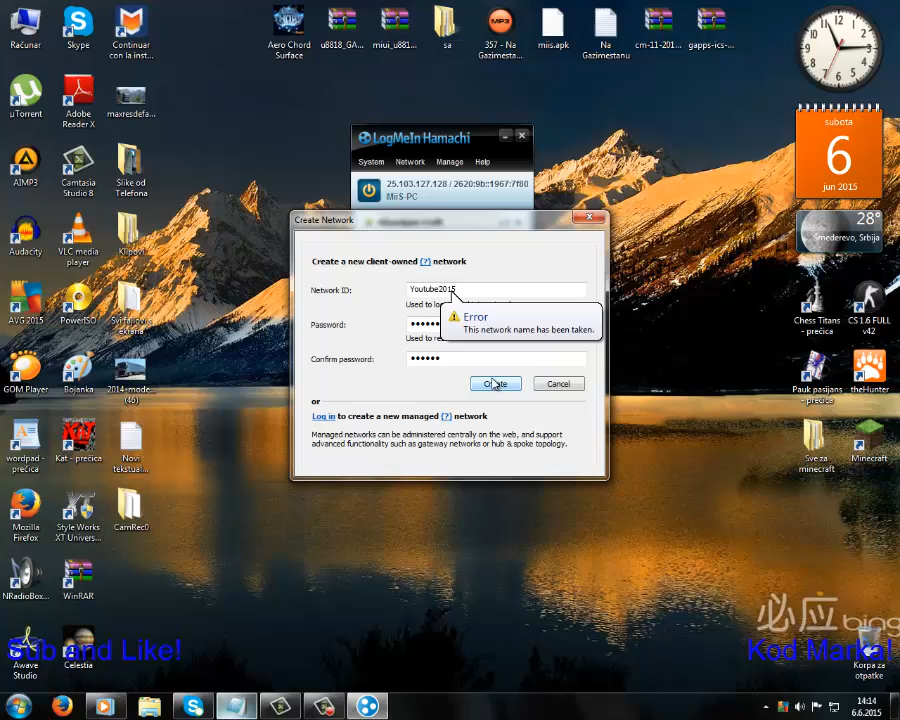 Računar
Skype
Continuar
con la inst...
Aero Chord
Surface
u8818_GA...
miui_u881...
sa
MP3
357 - Na
Gazimesta...
miis.apk
Na
Gazimestanu
cm-11-201...
gapps-ics-...
µTorrent
Adobe
Reader X
maxresdefa...
AIMP3
Camtasia
Studio 8
Slike od
Telefona
Audacity
VLC media
player
Klipovi
AVG 2015
PowerISO
ekrana
GOM Player
Bojanka
2014-mode...
(46)
wordpad -
prečica
Kat - prečica
Novi
tekstual...
Mozilla
Firefox
Style Works
XT Univers...
CamRec0
NRadioBox...
WinRAR
Awave
Studio
Celestia
LogMeIn Hamachi
System Network Manage Help
25.103.127.128 / 2620:9b::1967:7f80
MiiS-PC
Create Network
Create a new client-owned [?] network
Network ID:
Youtube2015
Error
This network name has been taken.
Password:
Confirm password:
Create
Cancel
or
Log in to create a new managed [?] network
Managed networks can be administered centrally on the web, and support
advanced functionality such as gateway networks or hub & spoke topology.
subota
6
jun 2015
28°
Smederevo, Srbija
Chess Titans
- prečica
CS 1.6 FULL
v42
Pauk pasijans
- prečica
theHunter
Sve za
minecraft
Minecraft
必应 bing
Korpa za
otpatke
Sub and Like!
Kod Marka!
14:14
6.6.2015